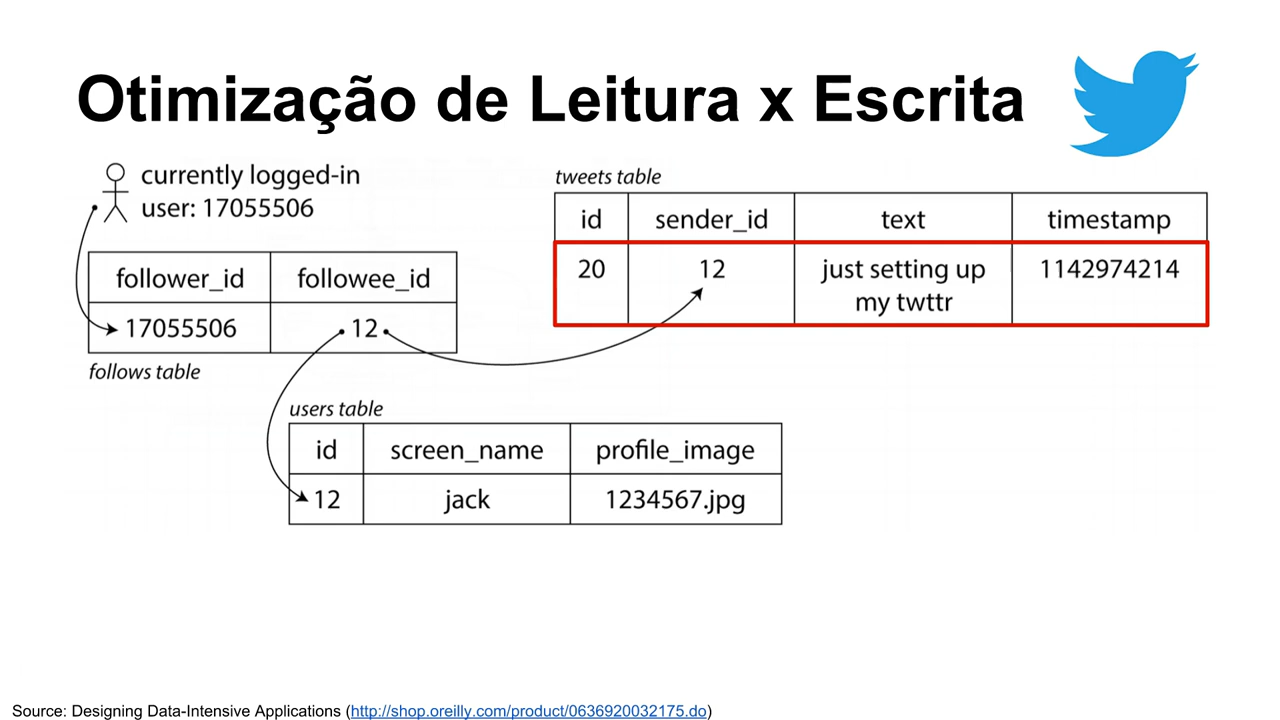 Otimização de Leitura x Escrita
currently logged-in
user: 17055506
follower_id followee_id
17055506 12
follows table
tweets table
id sender_id text timestamp
20 12 just setting up 1142974214
my twttr
users table
id screen_name profile_image
12 jack 1234567.jpg
Source: Designing Data-Intensive Applications (http://shop.oreilly.com/product/0636920032175.do)